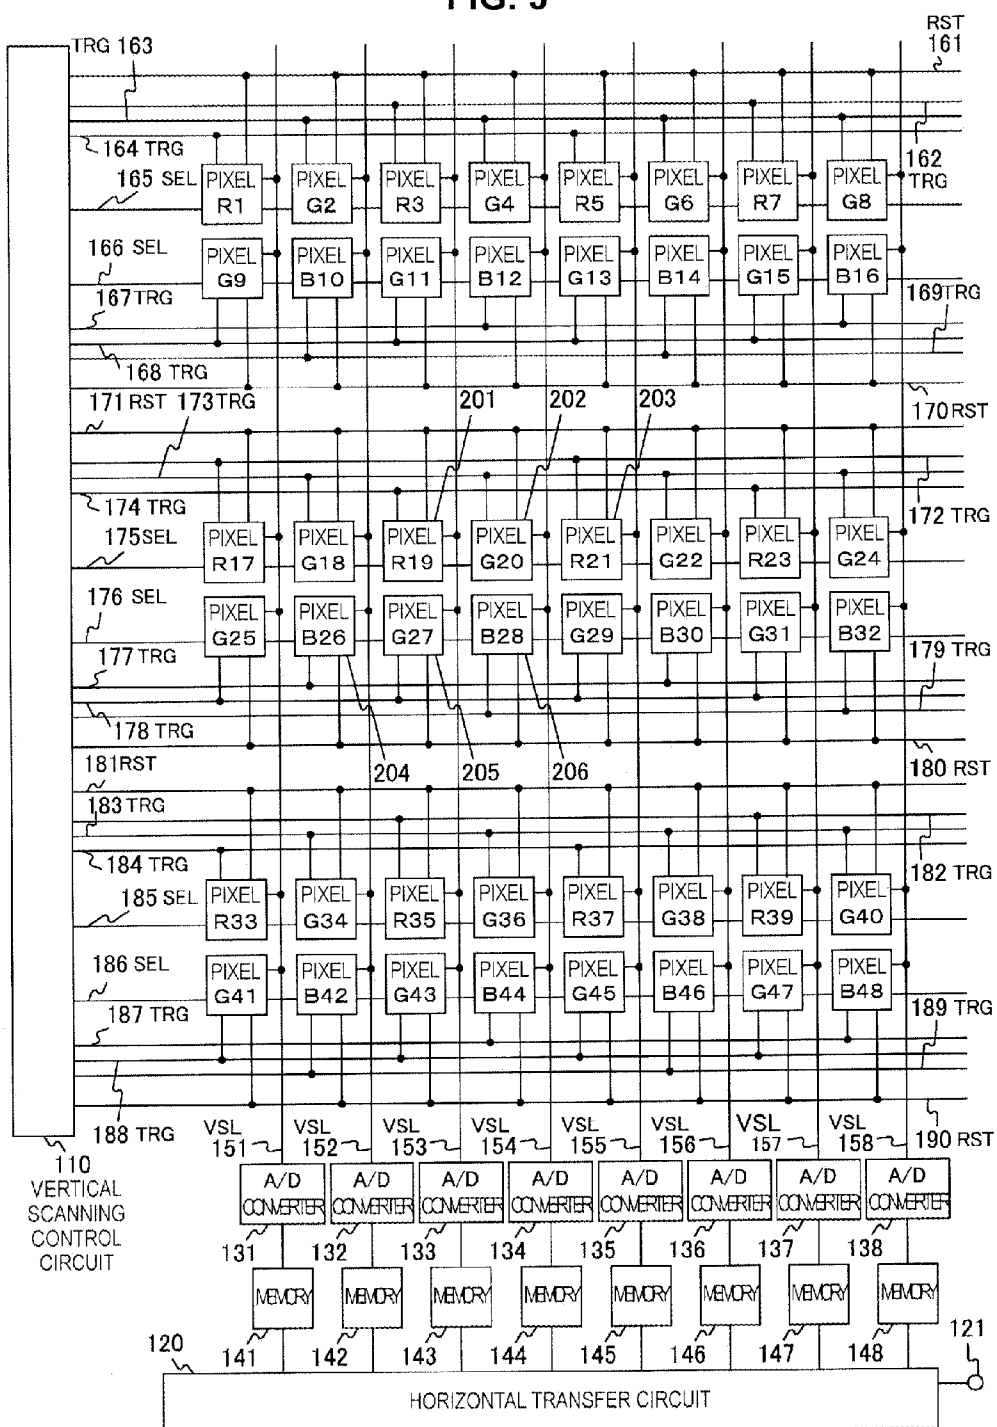 FIG. 5
RST
161
TRG 163
164 TRG
162
TRG
165 SEL
PIXEL R1
PIXEL G2
PIXEL R3
PIXEL G4
PIXEL R5
PIXEL G6
PIXEL R7
PIXEL G8
166 SEL
PIXEL G9
PIXEL B10
PIXEL G11
PIXEL B12
PIXEL G13
PIXEL B14
PIXEL G15
PIXEL B16
167 TRG
169 TRG
168 TRG
171 RST 173 TRG
201
202
203
170 RST
174 TRG
172 TRG
175 SEL
PIXEL R17
PIXEL G18
PIXEL R19
PIXEL G20
PIXEL R21
PIXEL G22
PIXEL R23
PIXEL G24
176 SEL
PIXEL G25
PIXEL B26
PIXEL G27
PIXEL B28
PIXEL G29
PIXEL B30
PIXEL G31
PIXEL B32
177 TRG
179 TRG
178 TRG
181 RST
204
205
206
180 RST
183 TRG
184 TRG
182 TRG
185 SEL
PIXEL R33
PIXEL G34
PIXEL R35
PIXEL G36
PIXEL R37
PIXEL G38
PIXEL R39
PIXEL G40
186 SEL
PIXEL G41
PIXEL B42
PIXEL G43
PIXEL B44
PIXEL G45
PIXEL B46
PIXEL G47
PIXEL B48
187 TRG
189 TRG
188 TRG
VSL 151
VSL 152
VSL 153
VSL 154
VSL 155
VSL 156
VSL 157
VSL 158
190 RST
110
VERTICAL
SCANNING
CONTROL
CIRCUIT
A/D CONVERTER
A/D CONVERTER
A/D CONVERTER
A/D CONVERTER
A/D CONVERTER
A/D CONVERTER
A/D CONVERTER
A/D CONVERTER
131
132
133
134
135
136
137
138
MEMORY
MEMORY
MEMORY
MEMORY
MEMORY
MEMORY
MEMORY
MEMORY
120
141
142
143
144
145
146
147
148
121
HORIZONTAL TRANSFER CIRCUIT